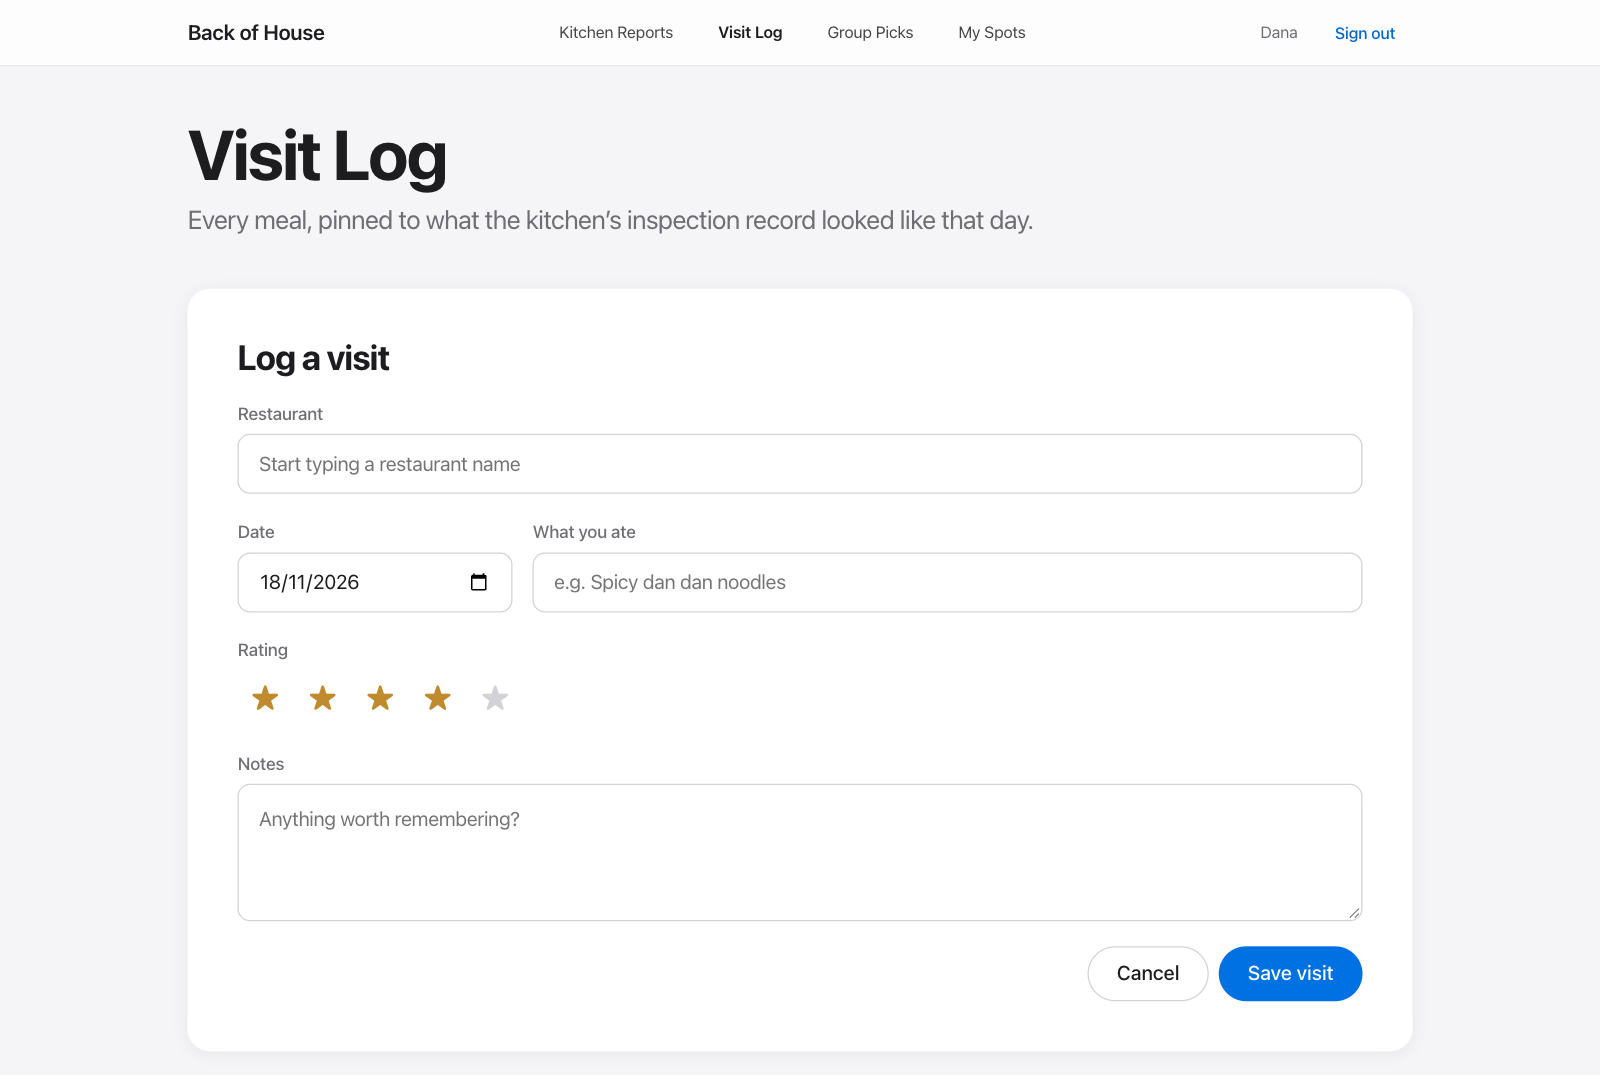 Back of House
Kitchen Reports
Visit Log
Group Picks
My Spots
Dana
Sign out
Visit Log
Every meal, pinned to what the kitchen’s inspection record looked like that day.
Log a visit
Restaurant
Start typing a restaurant name
Date
What you ate
18/11/2026
e.g. Spicy dan dan noodles
Rating
Notes
Anything worth remembering?
Cancel
Save visit